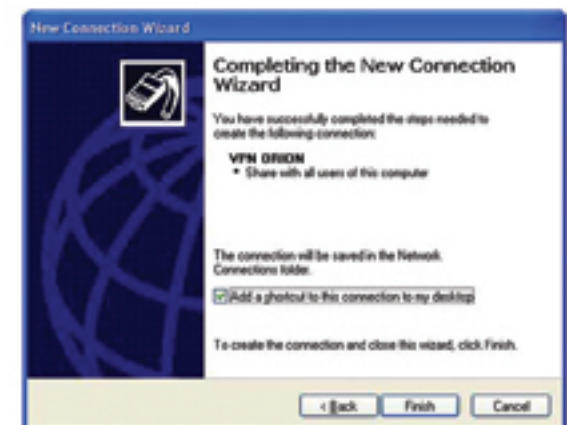 New Connection Wizard
Completing the New Connection
Wizard
You have successfully completed the steps needed to
create the following connection:
VPN ORION
* Share with all users of this computer
The connection will be saved in the Network
Connections folder.
Add a shortcut to this connection to my desktop
To create the connection and close this wizard, click Finish.
< Back Finish Cancel